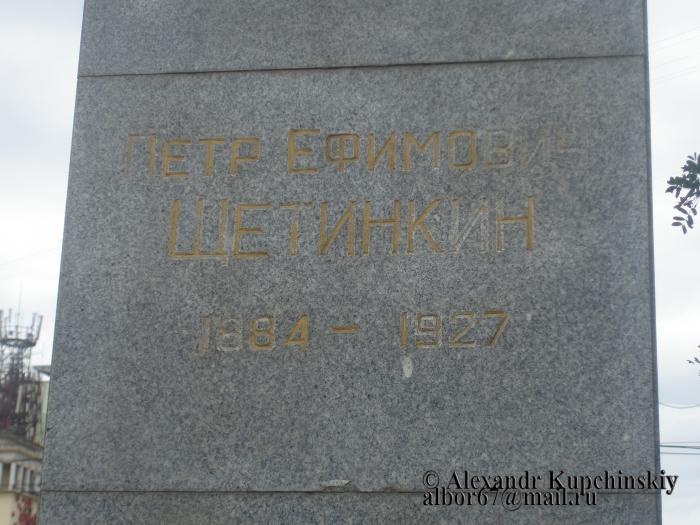 ПЕТР ЕФИМОВИЧ
ЩЕТИНКИН
1884 – 1927
© Alexandr Kupchinskiy
albor67@mail.ru